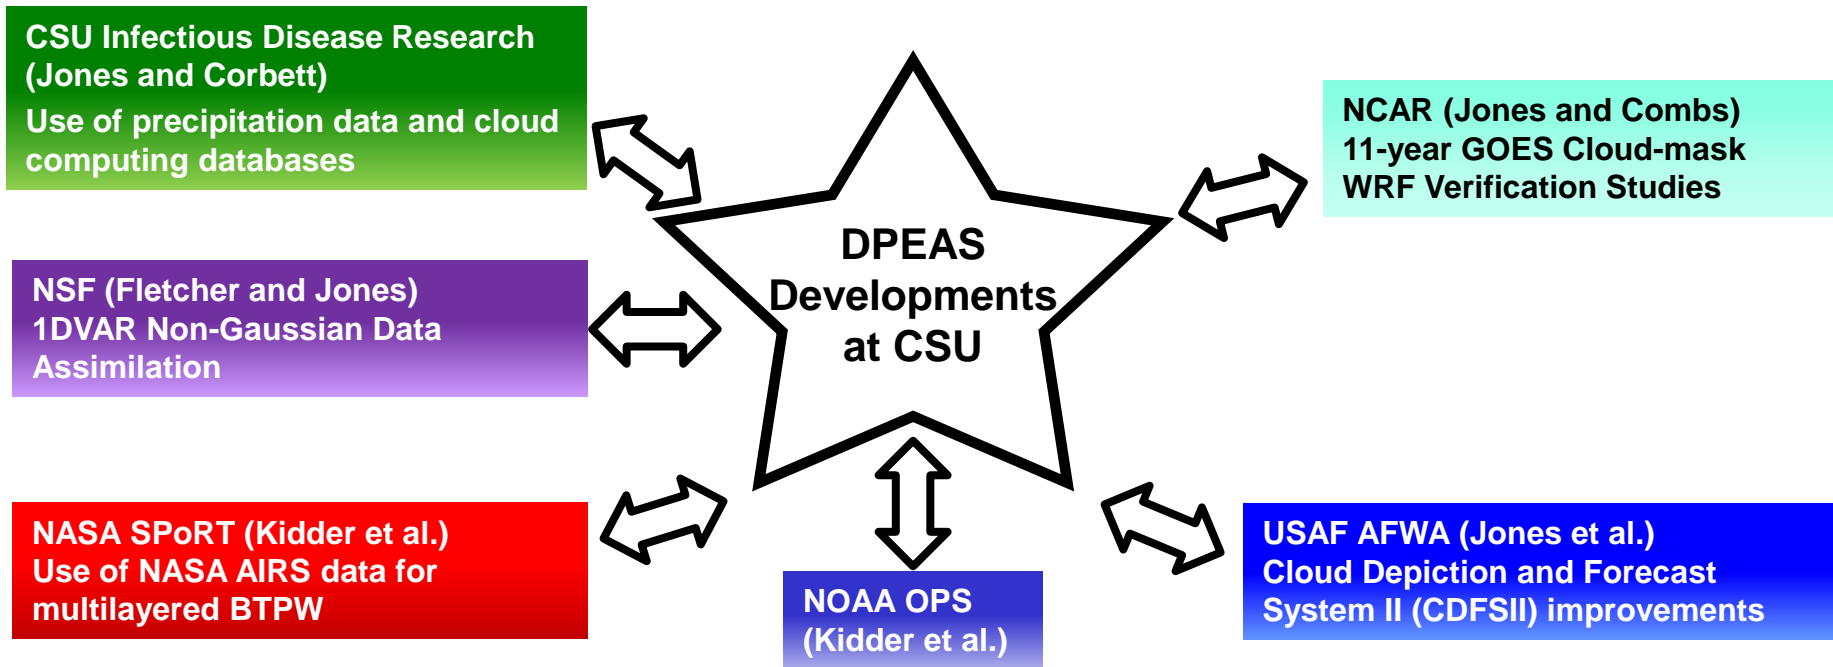 CSU Infectious Disease Research
(Jones and Corbett)
Use of precipitation data and cloud
computing databases
NCAR (Jones and Combs)
11-year GOES Cloud-mask
WRF Verification Studies
DPEAS
Developments
at CSU
NSF (Fletcher and Jones)
1DVAR Non-Gaussian Data
Assimilation
NASA SPoRT (Kidder et al.)
Use of NASA AIRS data for
multilayered BTPW
NOAA OPS
(Kidder et al.)
USAF AFWA (Jones et al.)
Cloud Depiction and Forecast
System II (CDFSII) improvements